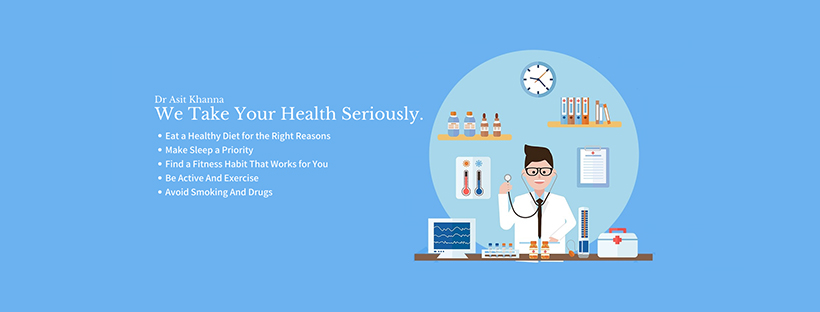 Dr Asit Khanna
We Take Your Health Seriously.
Eat a Healthy Diet for the Right Reasons
Make Sleep a Priority
Find a Fitness Habit That Works for You
Be Active And Exercise
Avoid Smoking And Drugs